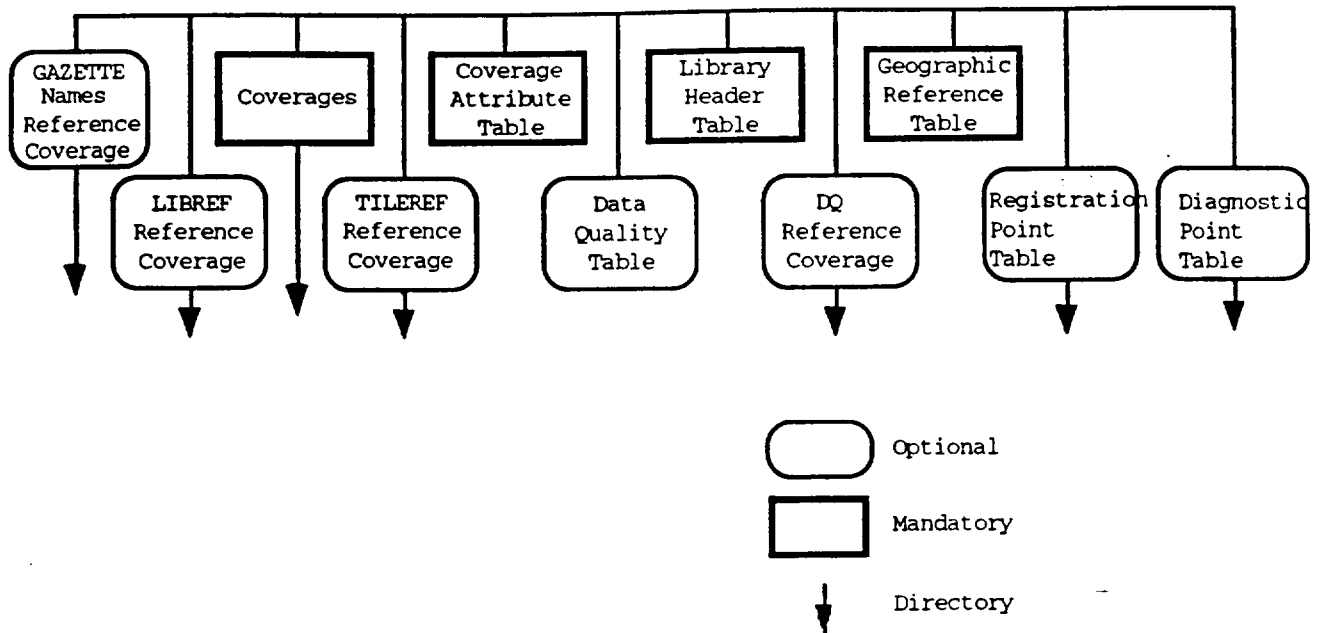 GAZETTE
Names
Reference
Coverage
Coverages
Coverage
Attribute
Table
Library
Header
Table
Geographic
Reference
Table
LIBREF
Reference
Coverage
TILEREF
Reference
Coverage
Data
Quality
Table
DQ
Reference
Coverage
Registration
Point
Table
Diagnostic
Point
Table
Optional
Mandatory
Directory